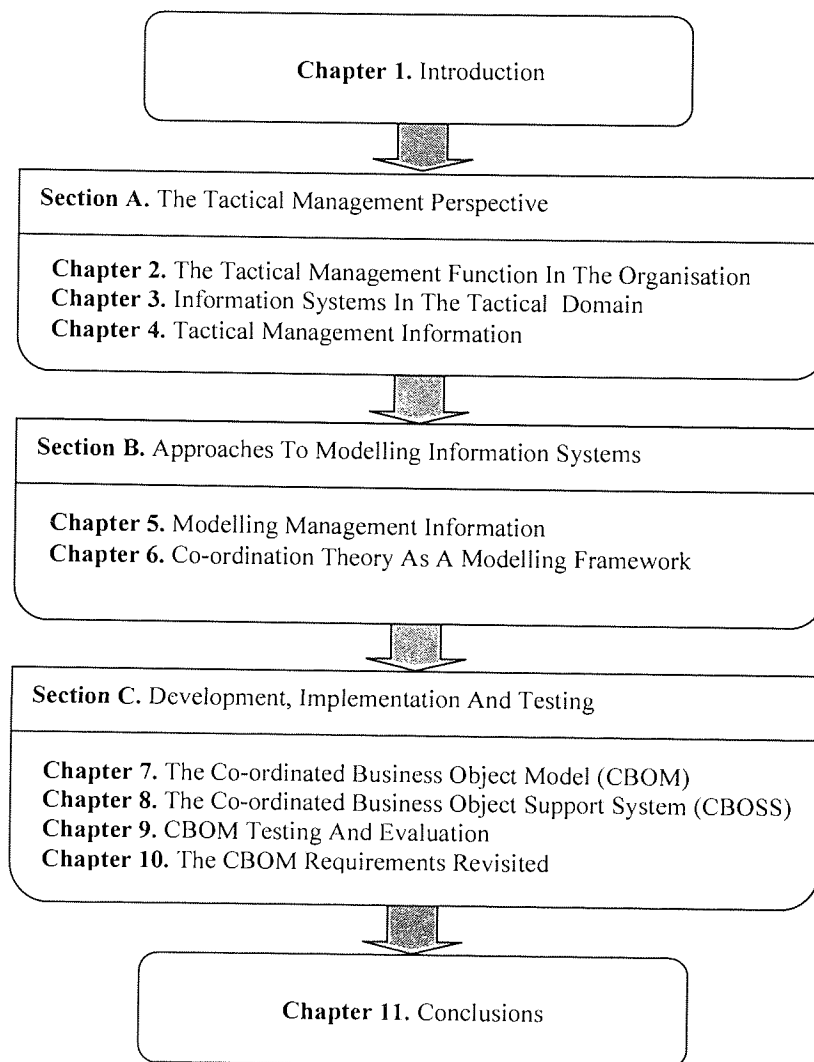 Chapter 1. Introduction
Section A. The Tactical Management Perspective
Chapter 2. The Tactical Management Function In The Organisation
Chapter 3. Information Systems In The Tactical Domain
Chapter 4. Tactical Management Information
Section B. Approaches To Modelling Information Systems
Chapter 5. Modelling Management Information
Chapter 6. Co-ordination Theory As A Modelling Framework
Section C. Development, Implementation And Testing
Chapter 7. The Co-ordinated Business Object Model (CBOM)
Chapter 8. The Co-ordinated Business Object Support System (CBOSS)
Chapter 9. CBOM Testing And Evaluation
Chapter 10. The CBOM Requirements Revisited
Chapter 11. Conclusions